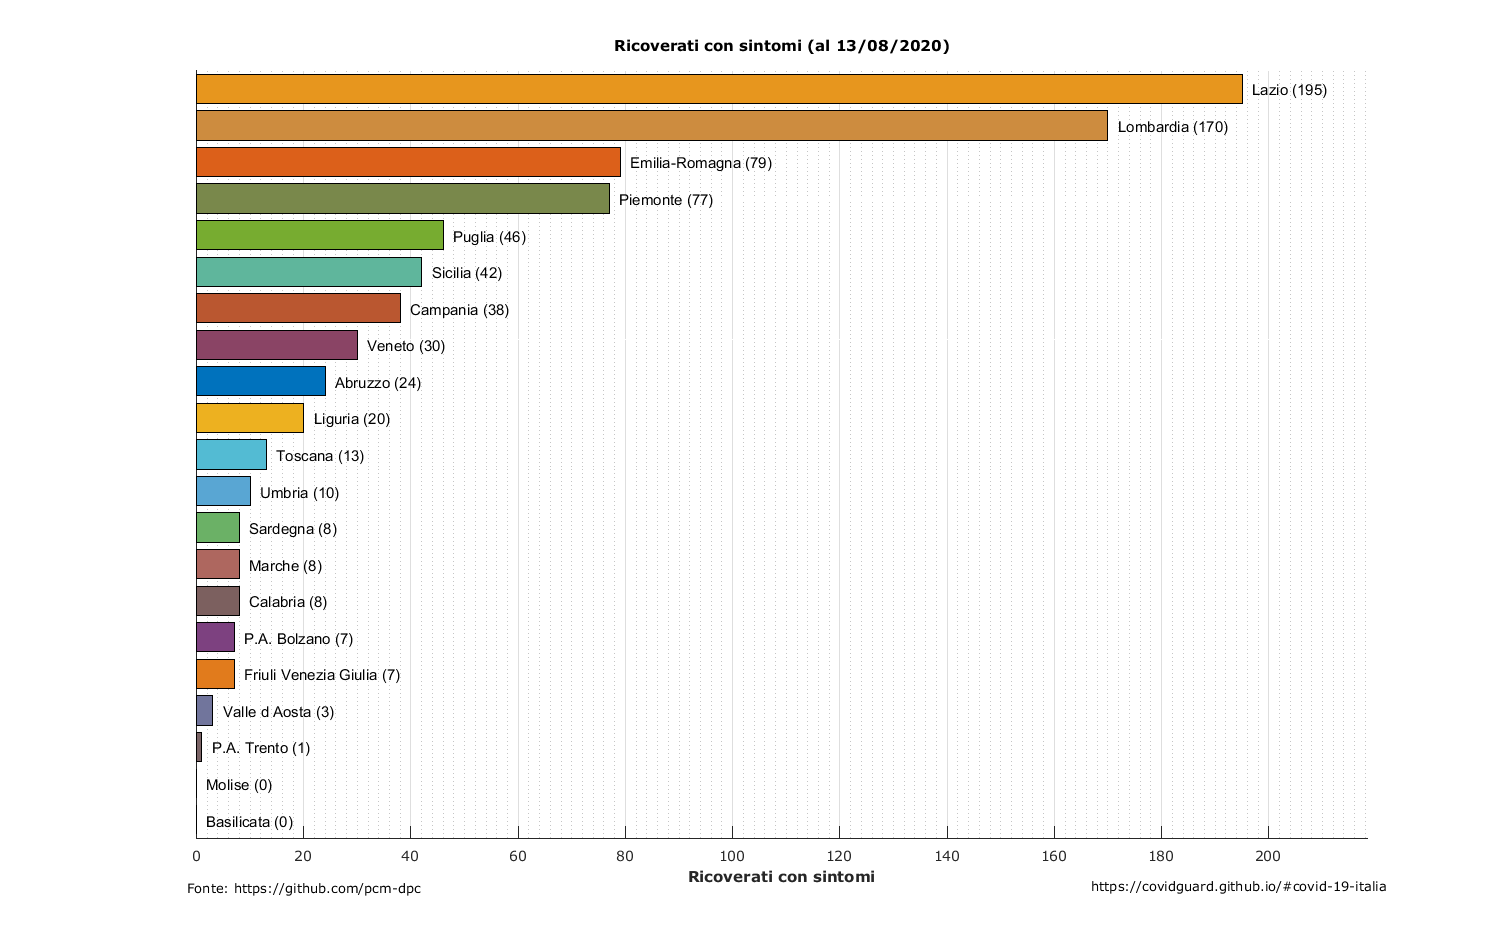 Ricoverati con sintomi (al 13/08/2020)
Lazio (195)
Lombardia (170)
Emilia-Romagna (79)
Piemonte (77)
Puglia (46)
Sicilia (42)
Campania (38)
Veneto (30)
Abruzzo (24)
Liguria (20)
Toscana (13)
Umbria (10)
Sardegna (8)
Marche (8)
Calabria (8)
P.A. Bolzano (7)
Friuli Venezia Giulia (7)
Valle d Aosta (3)
P.A. Trento (1)
Molise (0)
Basilicata (0)
0 20 40 60 80 100 120 140 160 180 200
Ricoverati con sintomi
Fonte: https://github.com/pcm-dpc
https://covidguard.github.io/#covid-19-italia